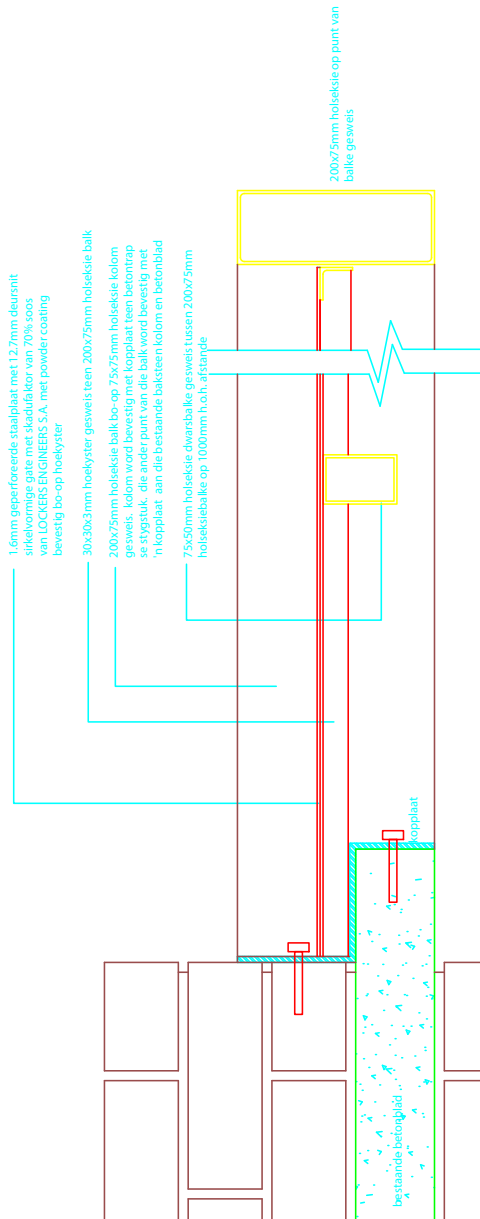 1.6mm geperforeerde staalplaat met 12.7mm deursnit
sirkelvormige gate met skadufaktor van 70% soos
van LOCKERS ENGINEERS S.A. met powder coating
bevestig bo-op hoekyster
30x30x3mm hoekyster gesweis teen 200x75mm holseksie balk
200x75mm holseksie balk bo-op 75x75mm holseksie kolom
gesweis, kolom word bevestig met kopplaat teen betontrap
se stygstuk, die ander punt van die balk word bevestig met
'n kopplaat aan die bestaande baksteen kolom en betonblad
75x50mm holseksie dwarsbalke gesweis tussen 200x75mm
holseksiebalke op 1000mm h.o.h. afstande
200x75mm holseksie op punt van
balke gesweis
kopplaat
bestaande betonblad